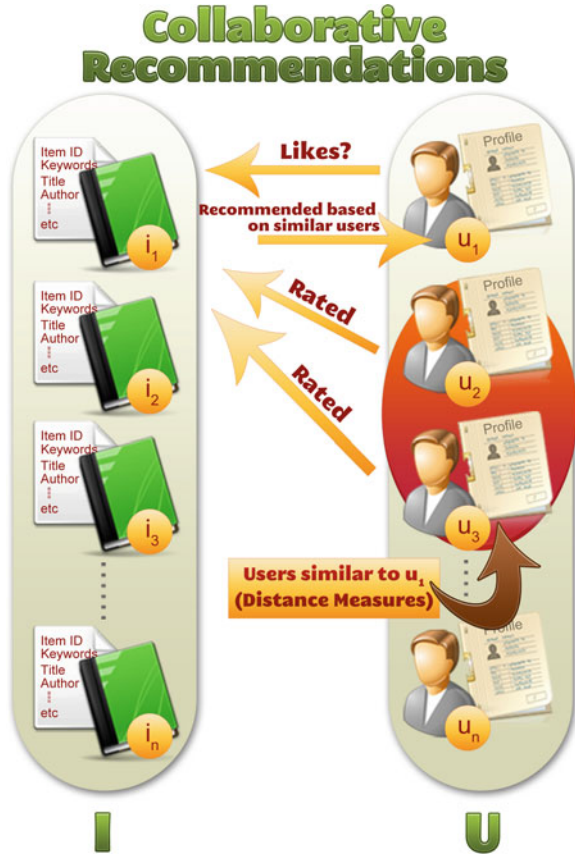 Collaborative
Recommendations
Item ID
Keywords
Title
Author
etc
i1
Likes?
Recommended based
on similar users
Profile
u1
Item ID
Keywords
Title
Author
etc
i2
Rated
Profile
u2
Item ID
Keywords
Title
Author
etc
i3
Rated
Profile
u3
Users similar to u1
(Distance Measures)
Item ID
Keywords
Title
Author
etc
in
Profile
un
I
U